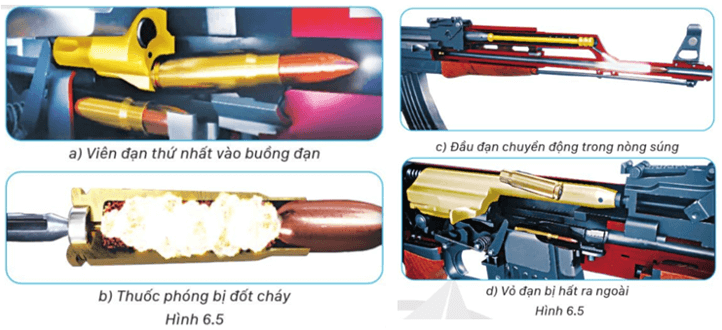 a) Viên đạn thứ nhất vào buồng đạn
b) Thuốc phóng bị đốt cháy
Hình 6.5
c) Đầu đạn chuyển động trong nòng súng
d) Vỏ đạn bị hất ra ngoài
Hình 6.5